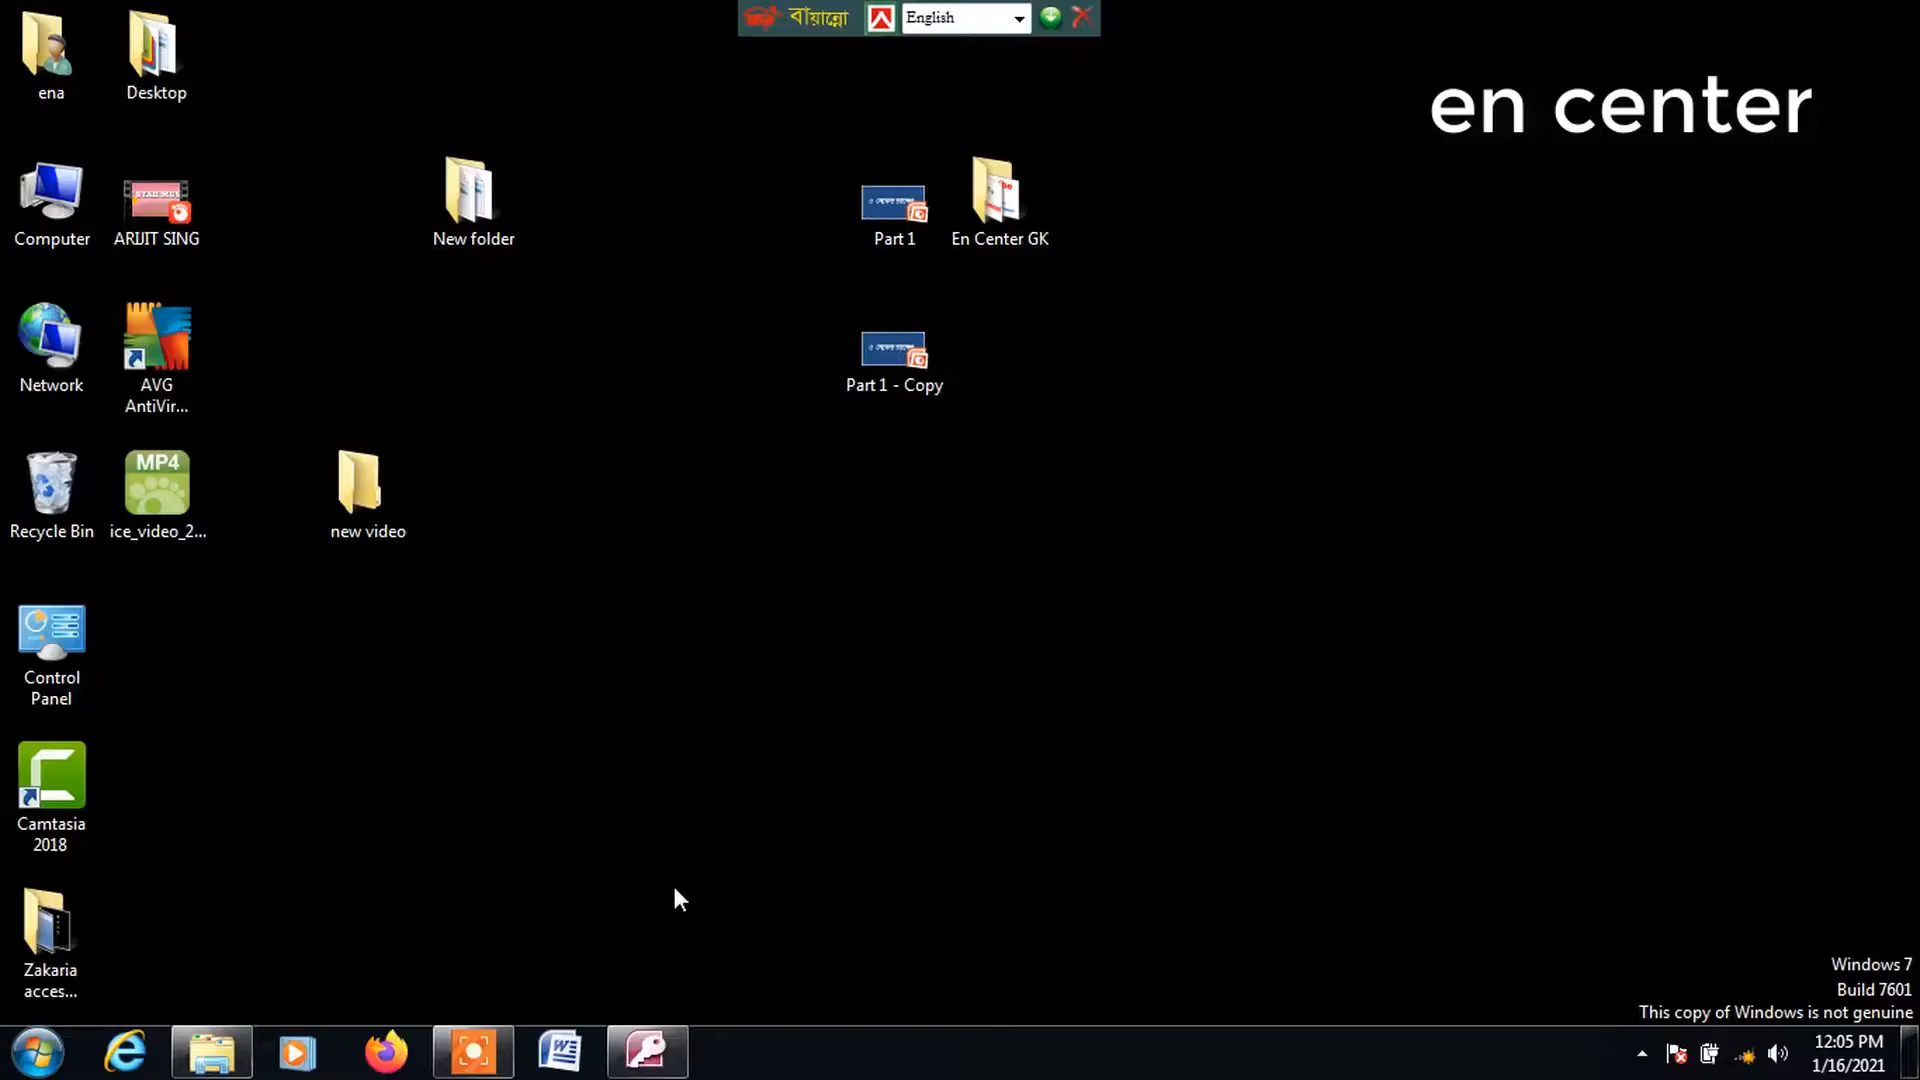 বায়ান্নো
English
en center
ena
Desktop
Computer
ARIJIT SING
New folder
Part 1
En Center GK
Network
AVG
AntiVir...
Part 1 - Copy
MP4
Recycle Bin
ice_video_2...
new video
Control
Panel
Camtasia
2018
Zakaria
acces...
Windows 7
Build 7601
This copy of Windows is not genuine
12:05 PM
1/16/2021